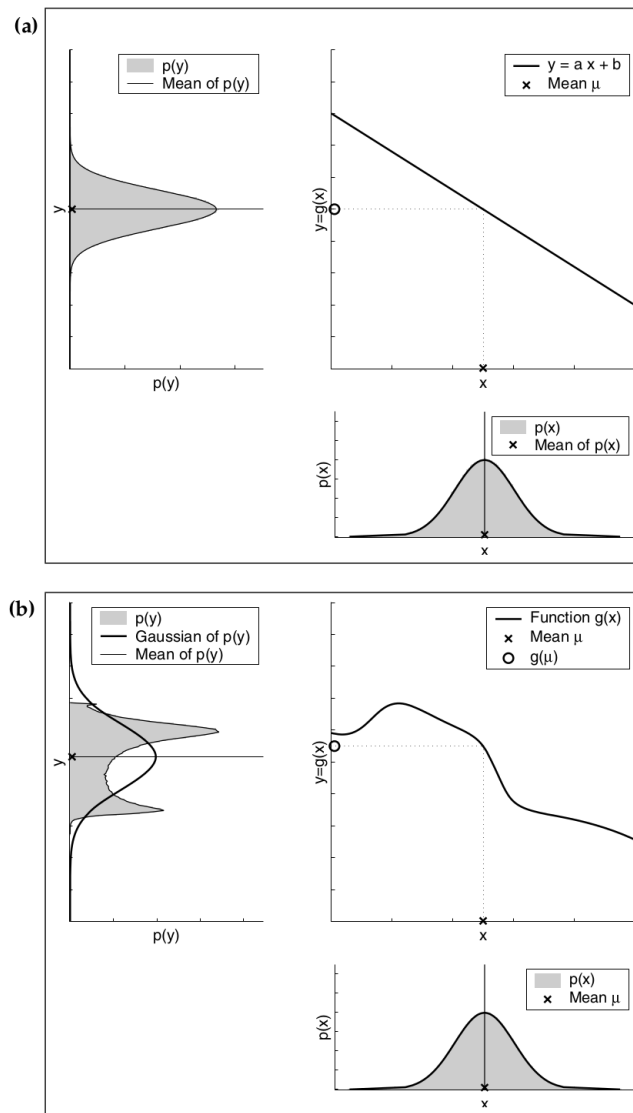 (a)
p(y)
Mean of p(y)
y
p(y)
y = a x + b
Mean μ
y=g(x)
x
p(x)
Mean of p(x)
p(x)
x
(b)
p(y)
Gaussian of p(y)
Mean of p(y)
y
p(y)
Function g(x)
Mean μ
g(μ)
y=g(x)
x
p(x)
Mean μ
p(x)
x